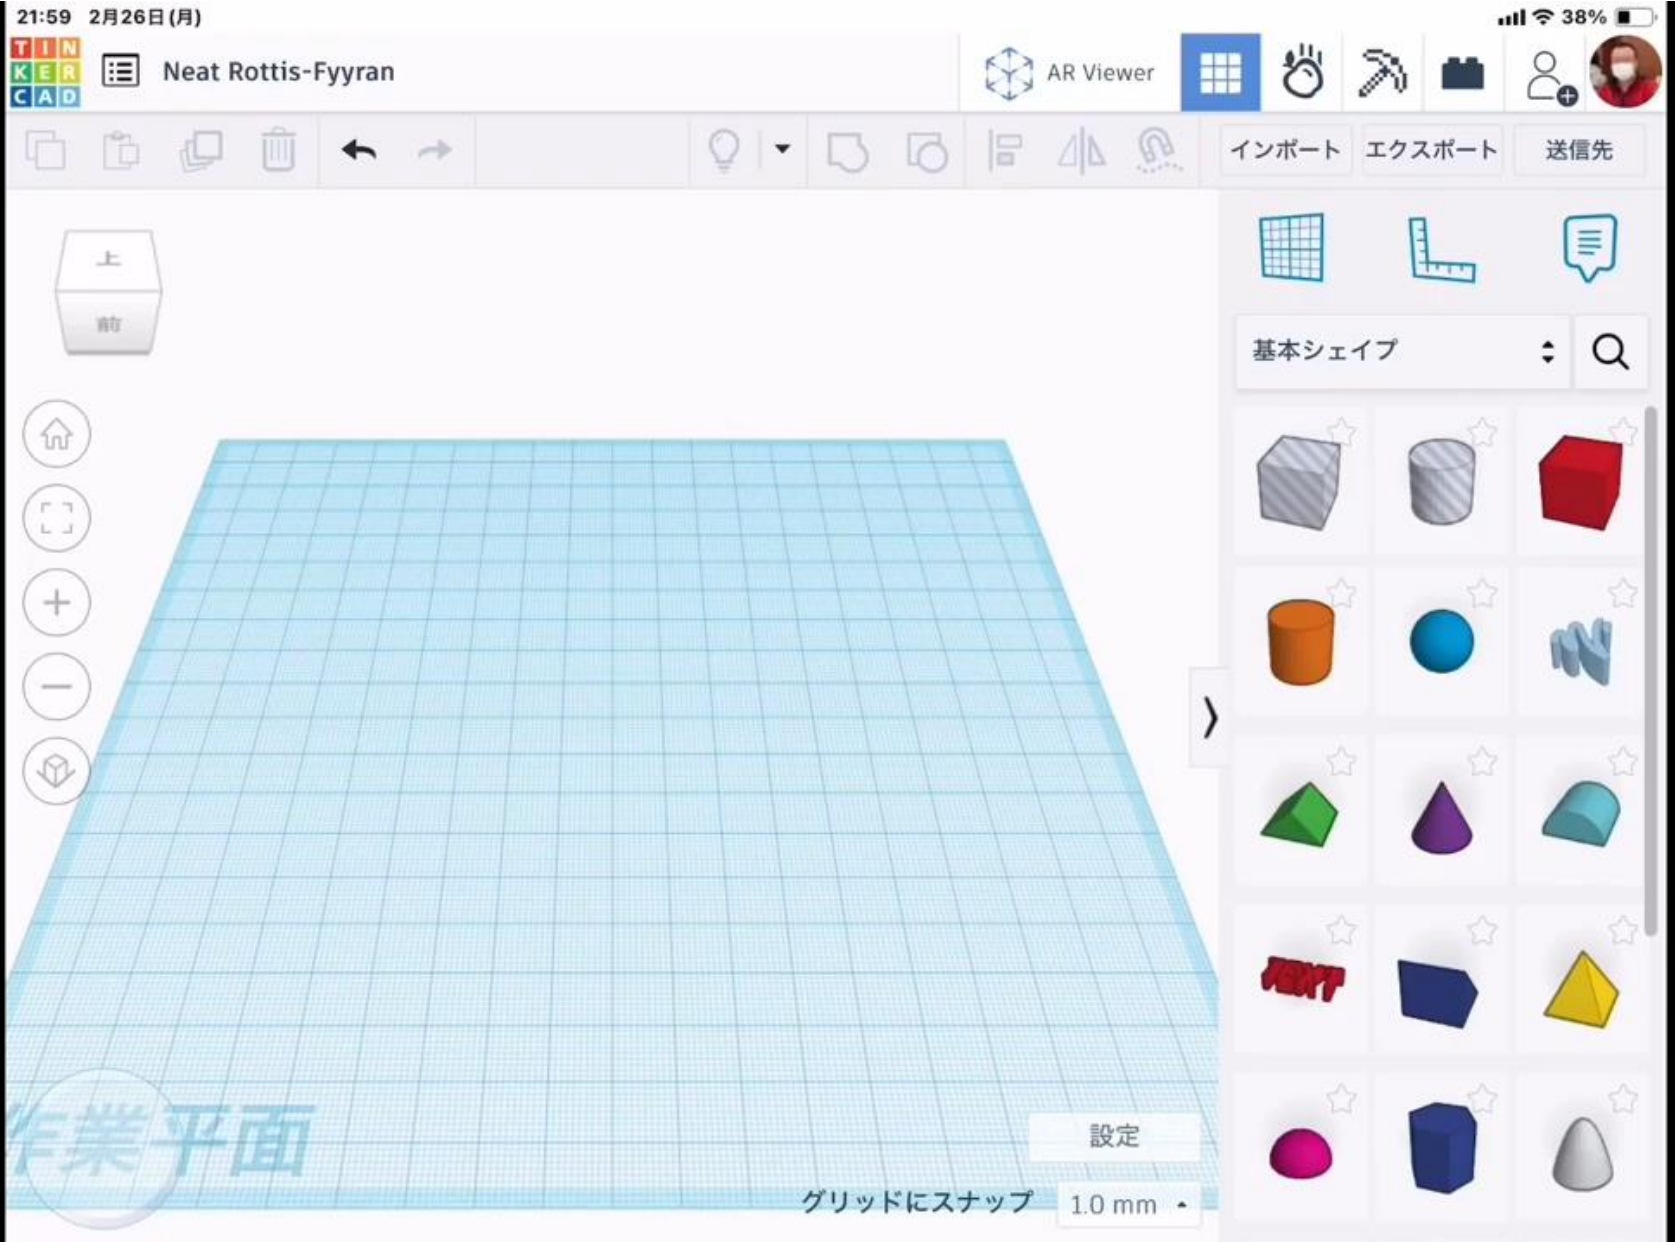 21:59 2月26日(月)
38%
TIN
KER
CAD
Neat Rottis-Fyyran
AR Viewer
インポート
エクスポート
送信先
上
前
基本シェイプ
TEXT
作業平面
設定
グリッドにスナップ
1.0 mm